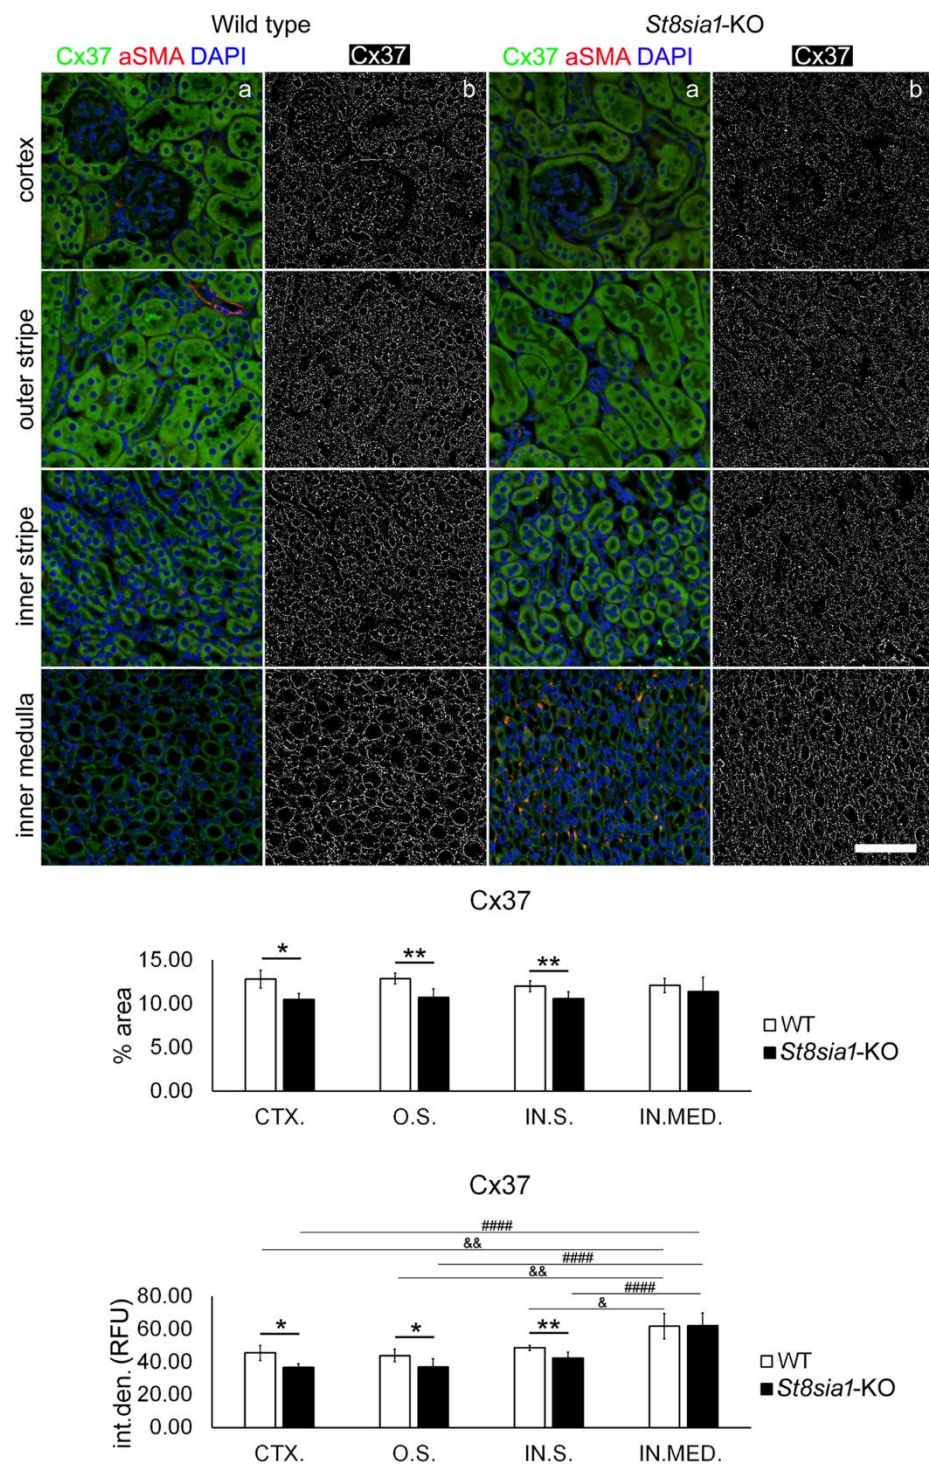 Wild type St8sia1-KO
Cx37 aSMA DAPI Cx37 Cx37 aSMA DAPI Cx37
a b a b
cortex
outer stripe
inner stripe
inner medulla
Cx37
* ** **
15.00
10.00
5.00
0.00
% area
CTX. O.S. IN.S. IN.MED.
WT
St8sia1-KO
Cx37
####
&&
####
&&
####
&
* * **
80.00
60.00
40.00
20.00
0.00
int.den. (RFU)
CTX. O.S. IN.S. IN.MED.
WT
St8sia1-KO